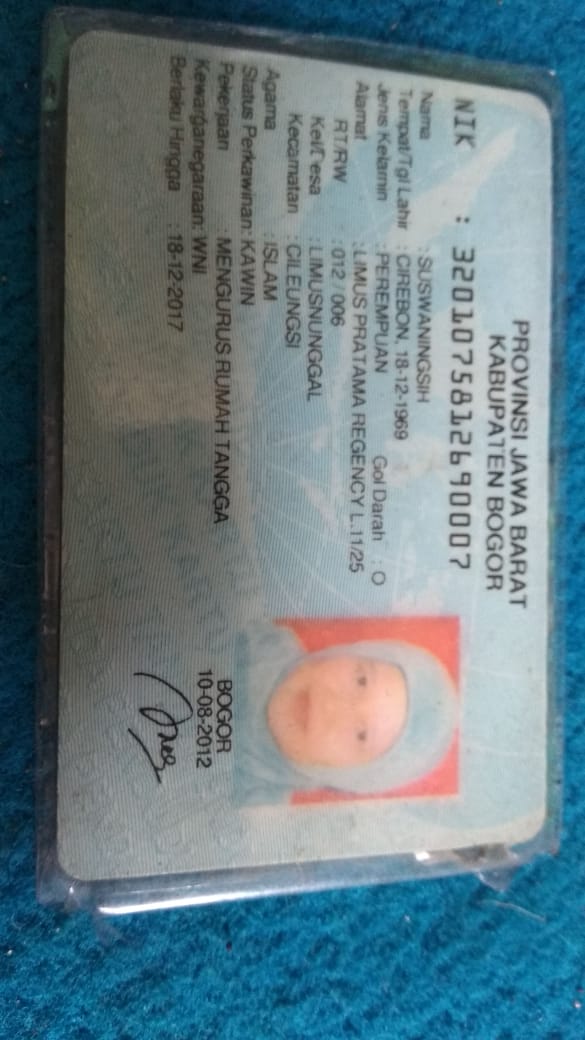 PROVINSI JAWA BARAT
KABUPATEN BOGOR
NIK : 3201075812690007
Nama : SUSWANINGSIH
Tempat/Tgl Lahir : CIREBON, 18-12-1969
Jenis Kelamin : PEREMPUAN Gol Darah : O
Alamat : LIMUS PRATAMA REGENCY L.11/25
RT/RW : 012 / 006
Kel/Desa : LIMUSNUNGGAL
Kecamatan : CILEUNGSI
Agama : ISLAM
Status Perkawinan: KAWIN
Pekerjaan : MENGURUS RUMAH TANGGA
Kewarganegaraan: WNI
Berlaku Hingga : 18-12-2017
BOGOR
10-08-2012